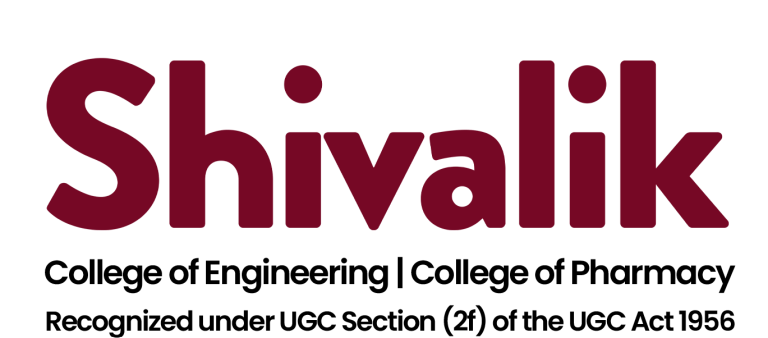 Shivalik
College of Engineering | College of Pharmacy
Recognized under UGC Section (2f) of the UGC Act 1956